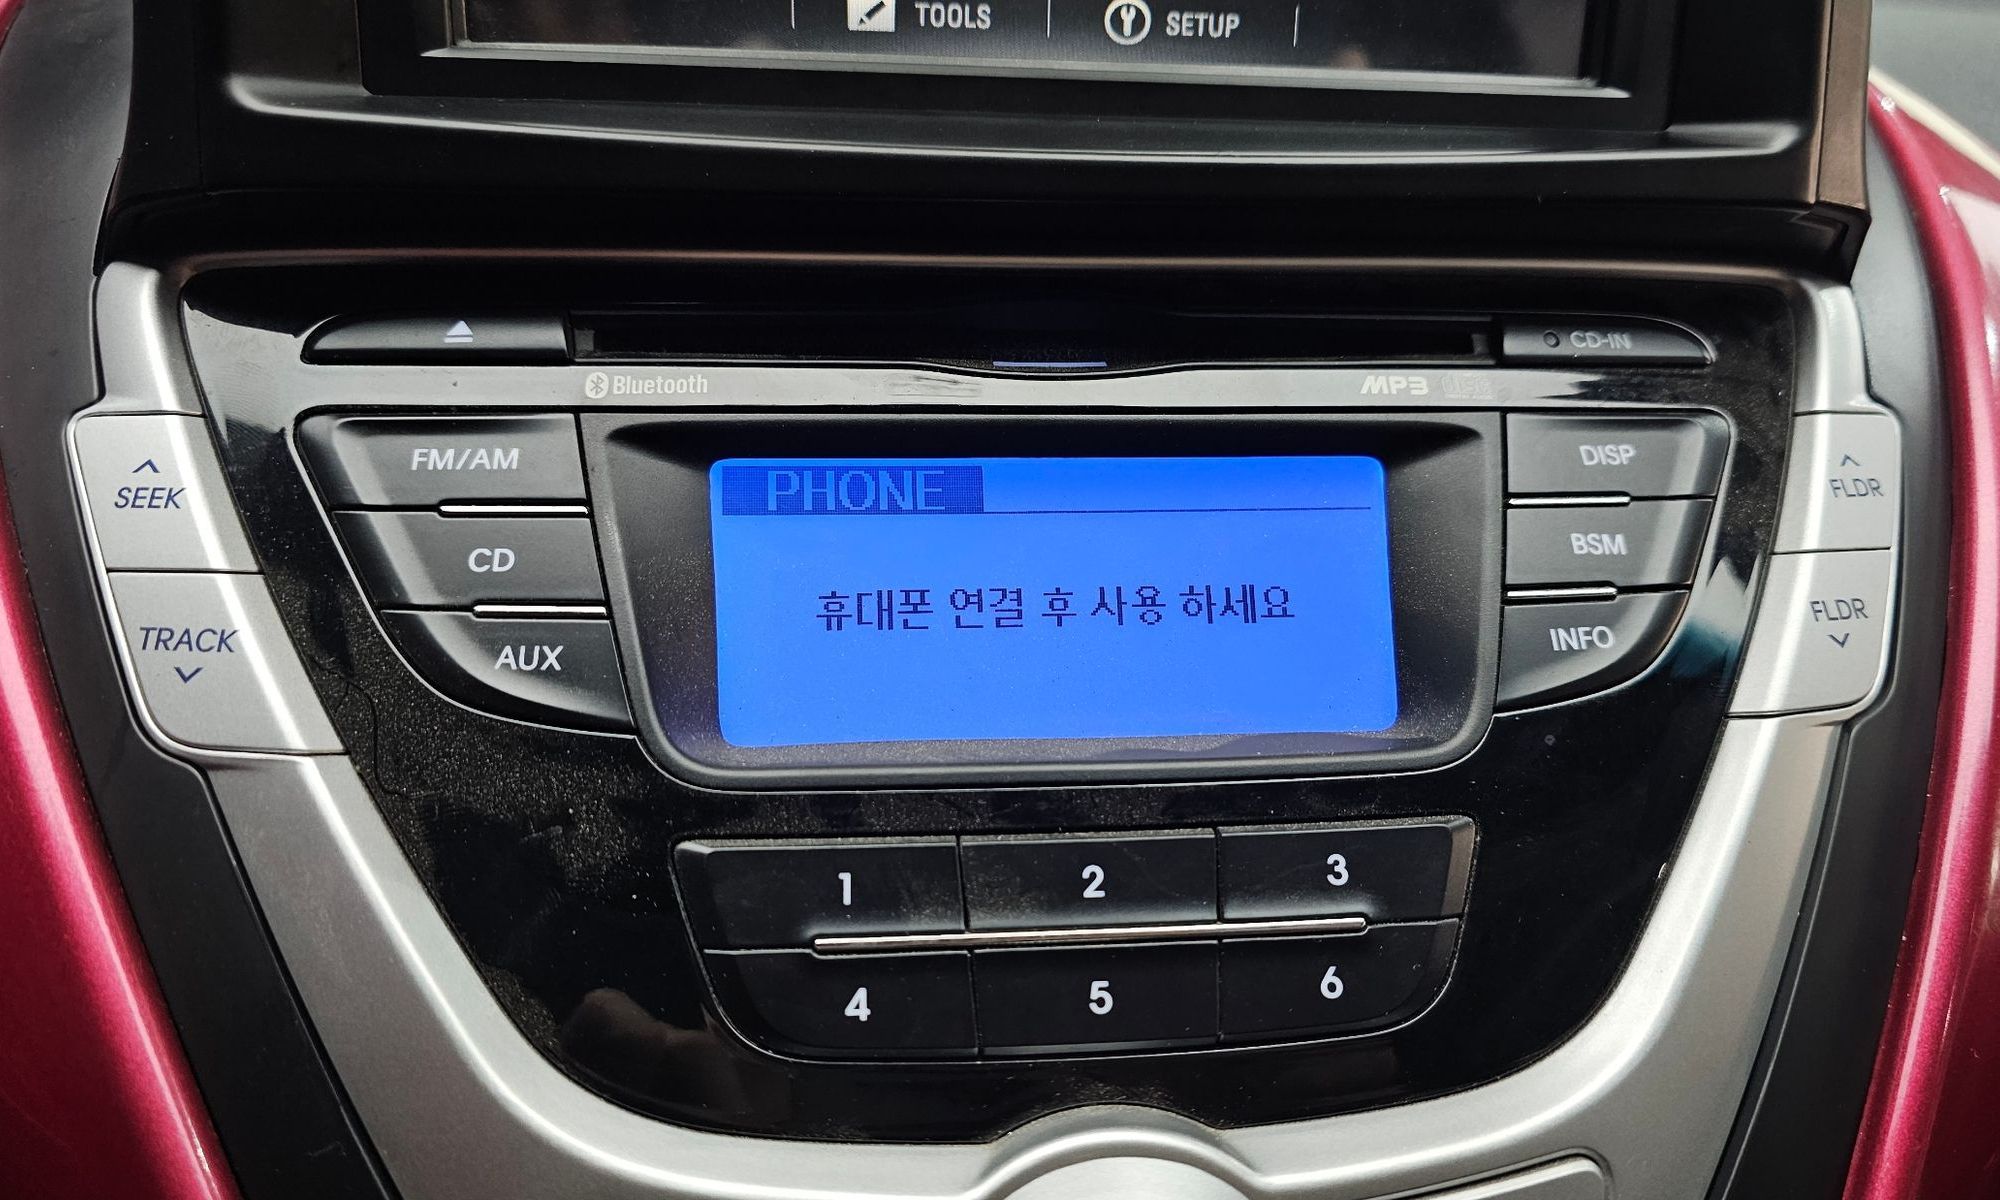 TOOLS
SETUP
CD-IN
Bluetooth
MP3
FM/AM
DISP
SEEK
FLDR
PHONE
CD
BSM
휴대폰 연결 후 사용 하세요
TRACK
FLDR
AUX
INFO
1
2
3
4
5
6